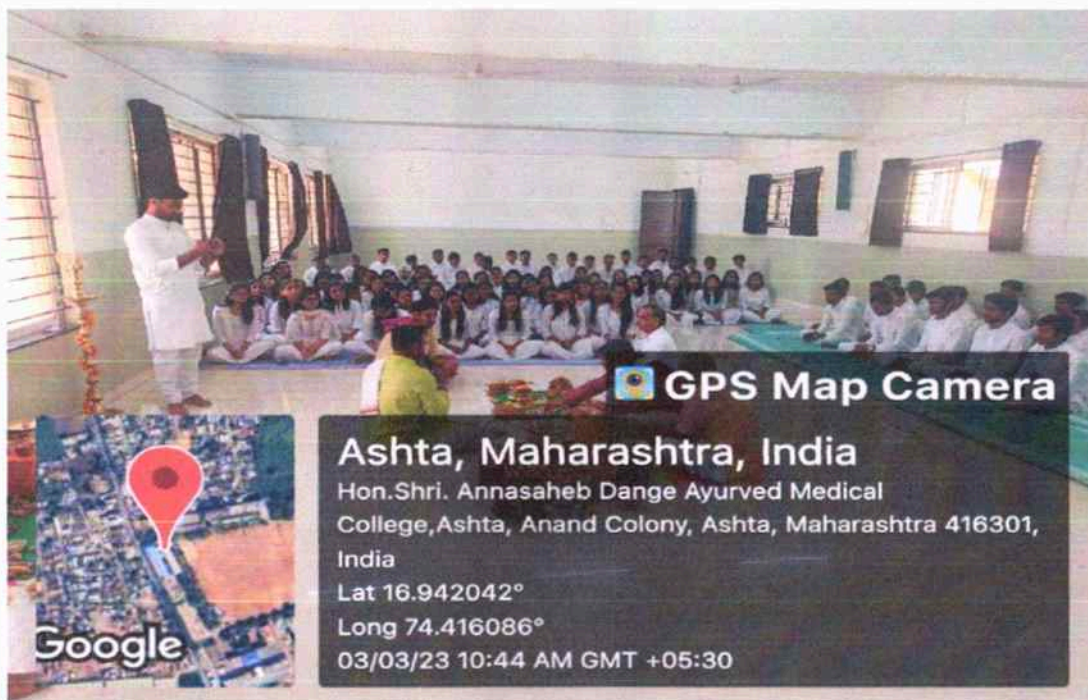 GPS Map Camera
Ashta, Maharashtra, India
Hon.Shri. Annasaheb Dange Ayurved Medical
College,Ashta, Anand Colony, Ashta, Maharashtra 416301,
India
Lat 16.942042°
Long 74.416086°
03/03/23 10:44 AM GMT +05:30
Google